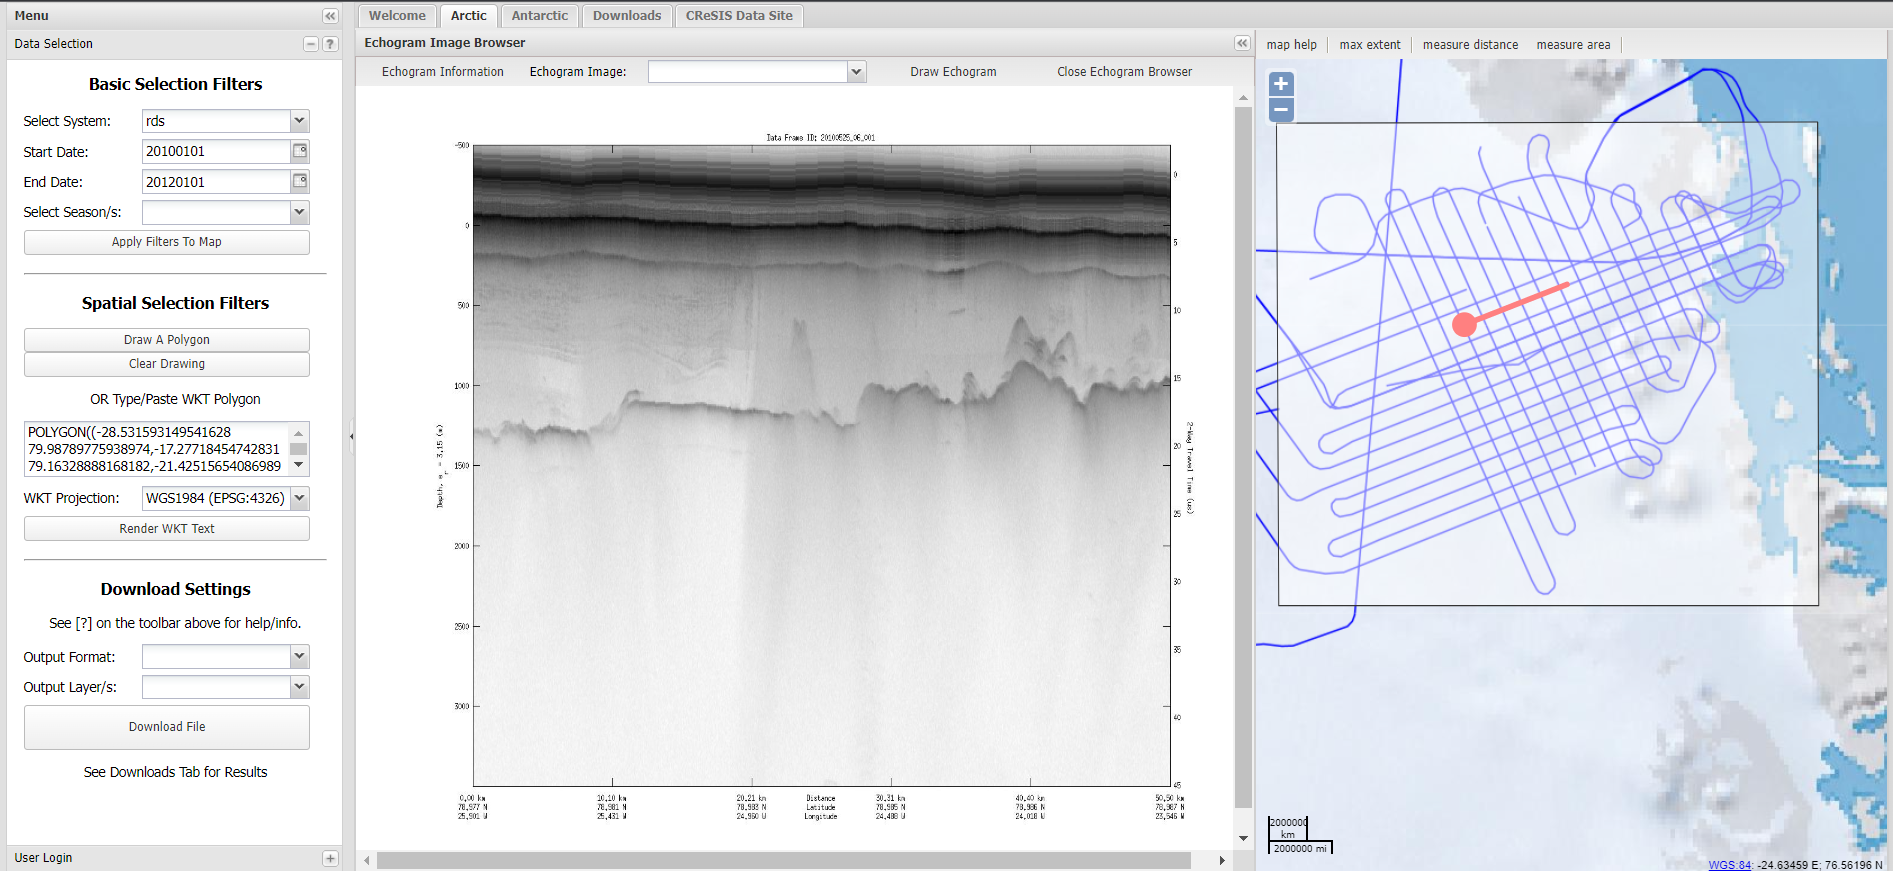 Menu
Data Selection
Basic Selection Filters
Select System: rds
Start Date: 20100101
End Date: 20120101
Select Season/s:
Apply Filters To Map
Spatial Selection Filters
Draw A Polygon
Clear Drawing
OR Type/Paste WKT Polygon
POLYGON((-28.531593149541628
79.98789775938974,-17.27718454742831
79.16328888168182,-21.42515654086989
WKT Projection: WGS1984 (EPSG:4326)
Render WKT Text
Download Settings
See [?] on the toolbar above for help/info.
Output Format:
Output Layer/s:
Download File
See Downloads Tab for Results
User Login
Welcome Arctic Antarctic Downloads CReSIS Data Site
Echogram Image Browser
Echogram Information Echogram Image: Draw Echogram Close Echogram Browser
Data Frame ID: 20100525_06_001
-500
0
500
1000
1500
2000
2500
3000
Depth, e_r = 3.15 (m)
0
5
10
15
20
25
30
35
40
45
2-Way Travel Time (us)
0.00 km 10.10 km 20.21 km Distance 30.31 km 40.40 km 50.50 km
78.977 N 78.981 N 78.983 N Latitude 78.985 N 78.986 N 78.987 N
25.901 W 25.431 W 24.960 W Longitude 24.488 W 24.018 W 23.546 W
map help max extent measure distance measure area
+
−
2000000
km
2000000 mi
WGS:84: -24.63459 E; 76.56196 N